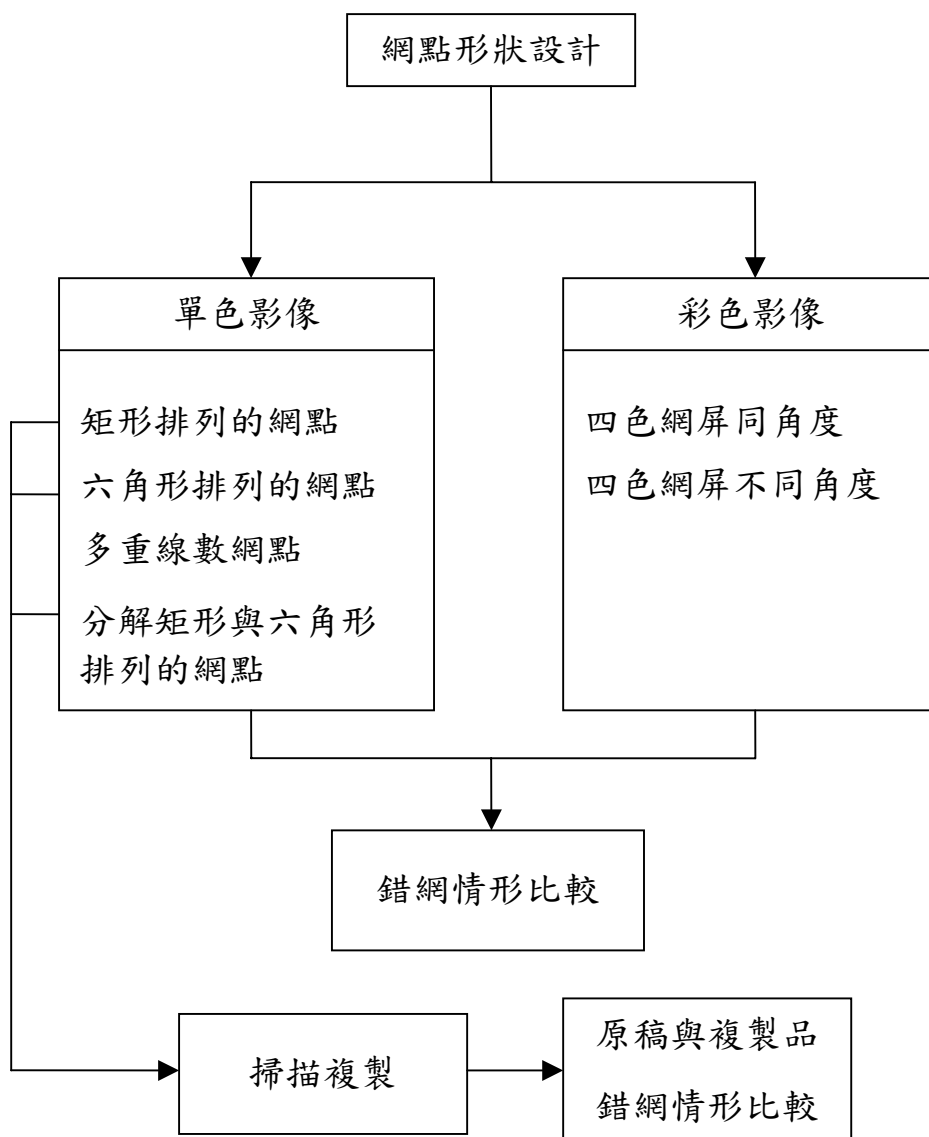 網點形狀設計
單色影像
矩形排列的網點
六角形排列的網點
多重線數網點
分解矩形與六角形
排列的網點
彩色影像
四色網屏同角度
四色網屏不同角度
錯網情形比較
掃描複製
原稿與複製品
錯網情形比較